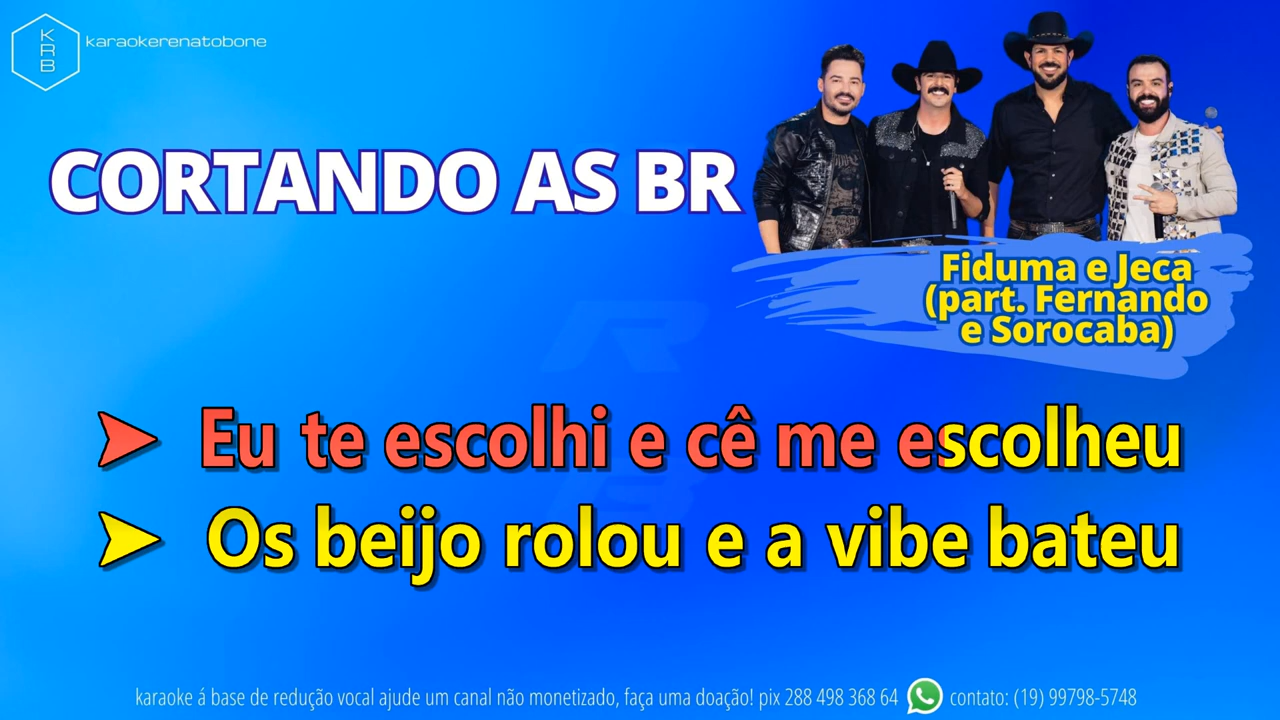 KRB
karaokerenatobone
CORTANDO AS BR
Fiduma e Jeca
(part. Fernando
e Sorocaba)
Eu te escolhi e cê me escolheu
Os beijo rolou e a vibe bateu
karaoke á base de redução vocal ajude um canal não monetizado, faça uma doação! pix 288 498 368 64 contato: (19) 99798-5748